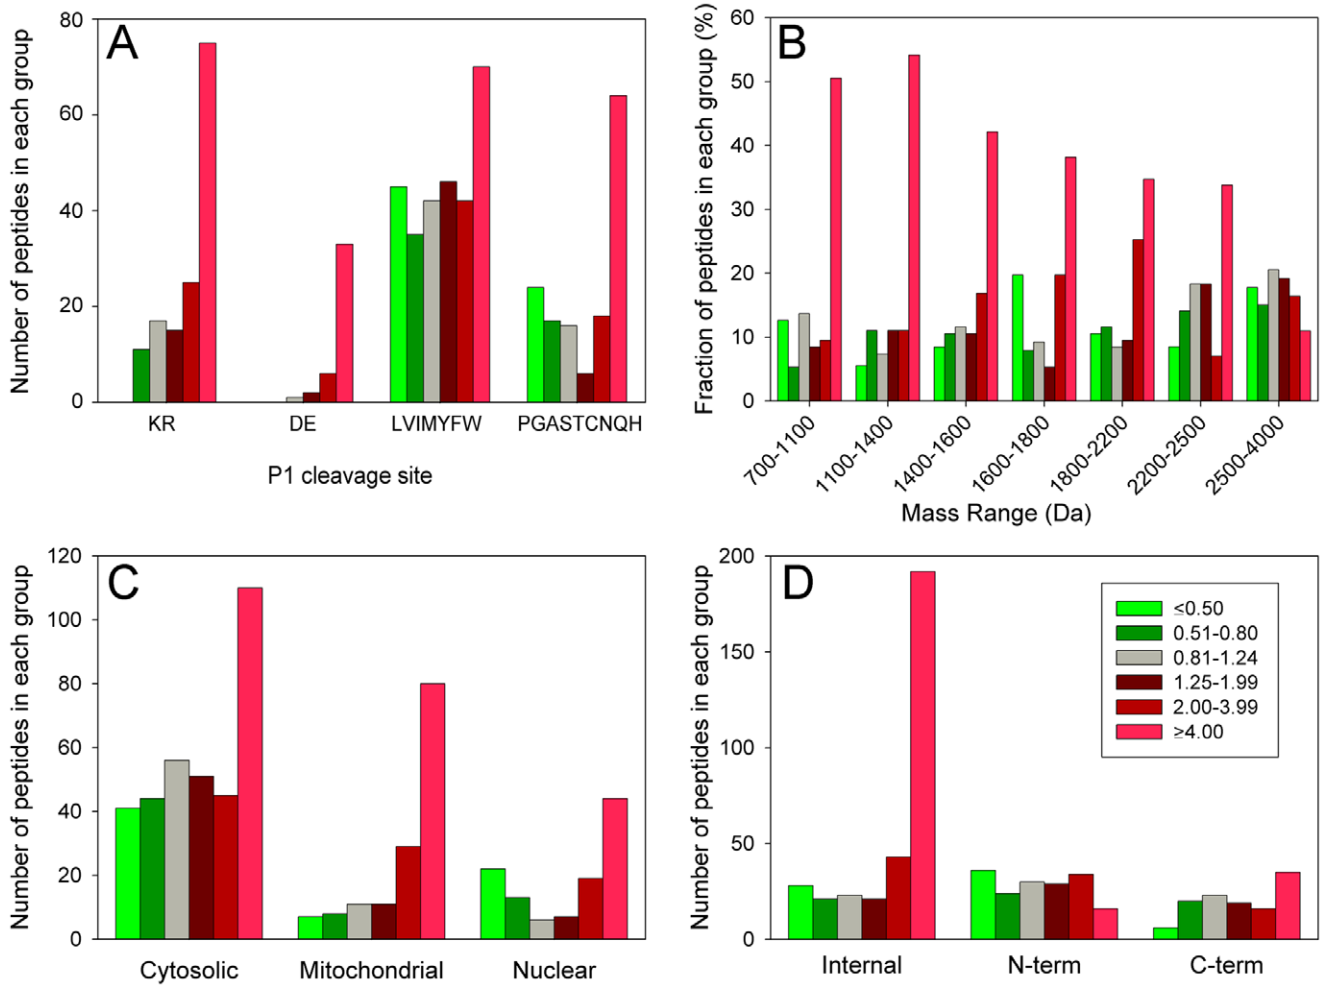 A
Number of peptides in each group
80
60
40
20
0
KR DE LVIMYFW PGASTCNQH
P1 cleavage site
B
Fraction of peptides in each group (%)
60
50
40
30
20
10
0
700-1100 1100-1400 1400-1600 1600-1800 1800-2200 2200-2500 2500-4000
Mass Range (Da)
C
Number of peptides in each group
120
100
80
60
40
20
0
Cytosolic Mitochondrial Nuclear
D
Number of peptides in each group
200
150
100
50
0
≤0.50
0.51-0.80
0.81-1.24
1.25-1.99
2.00-3.99
≥4.00
Internal N-term C-term